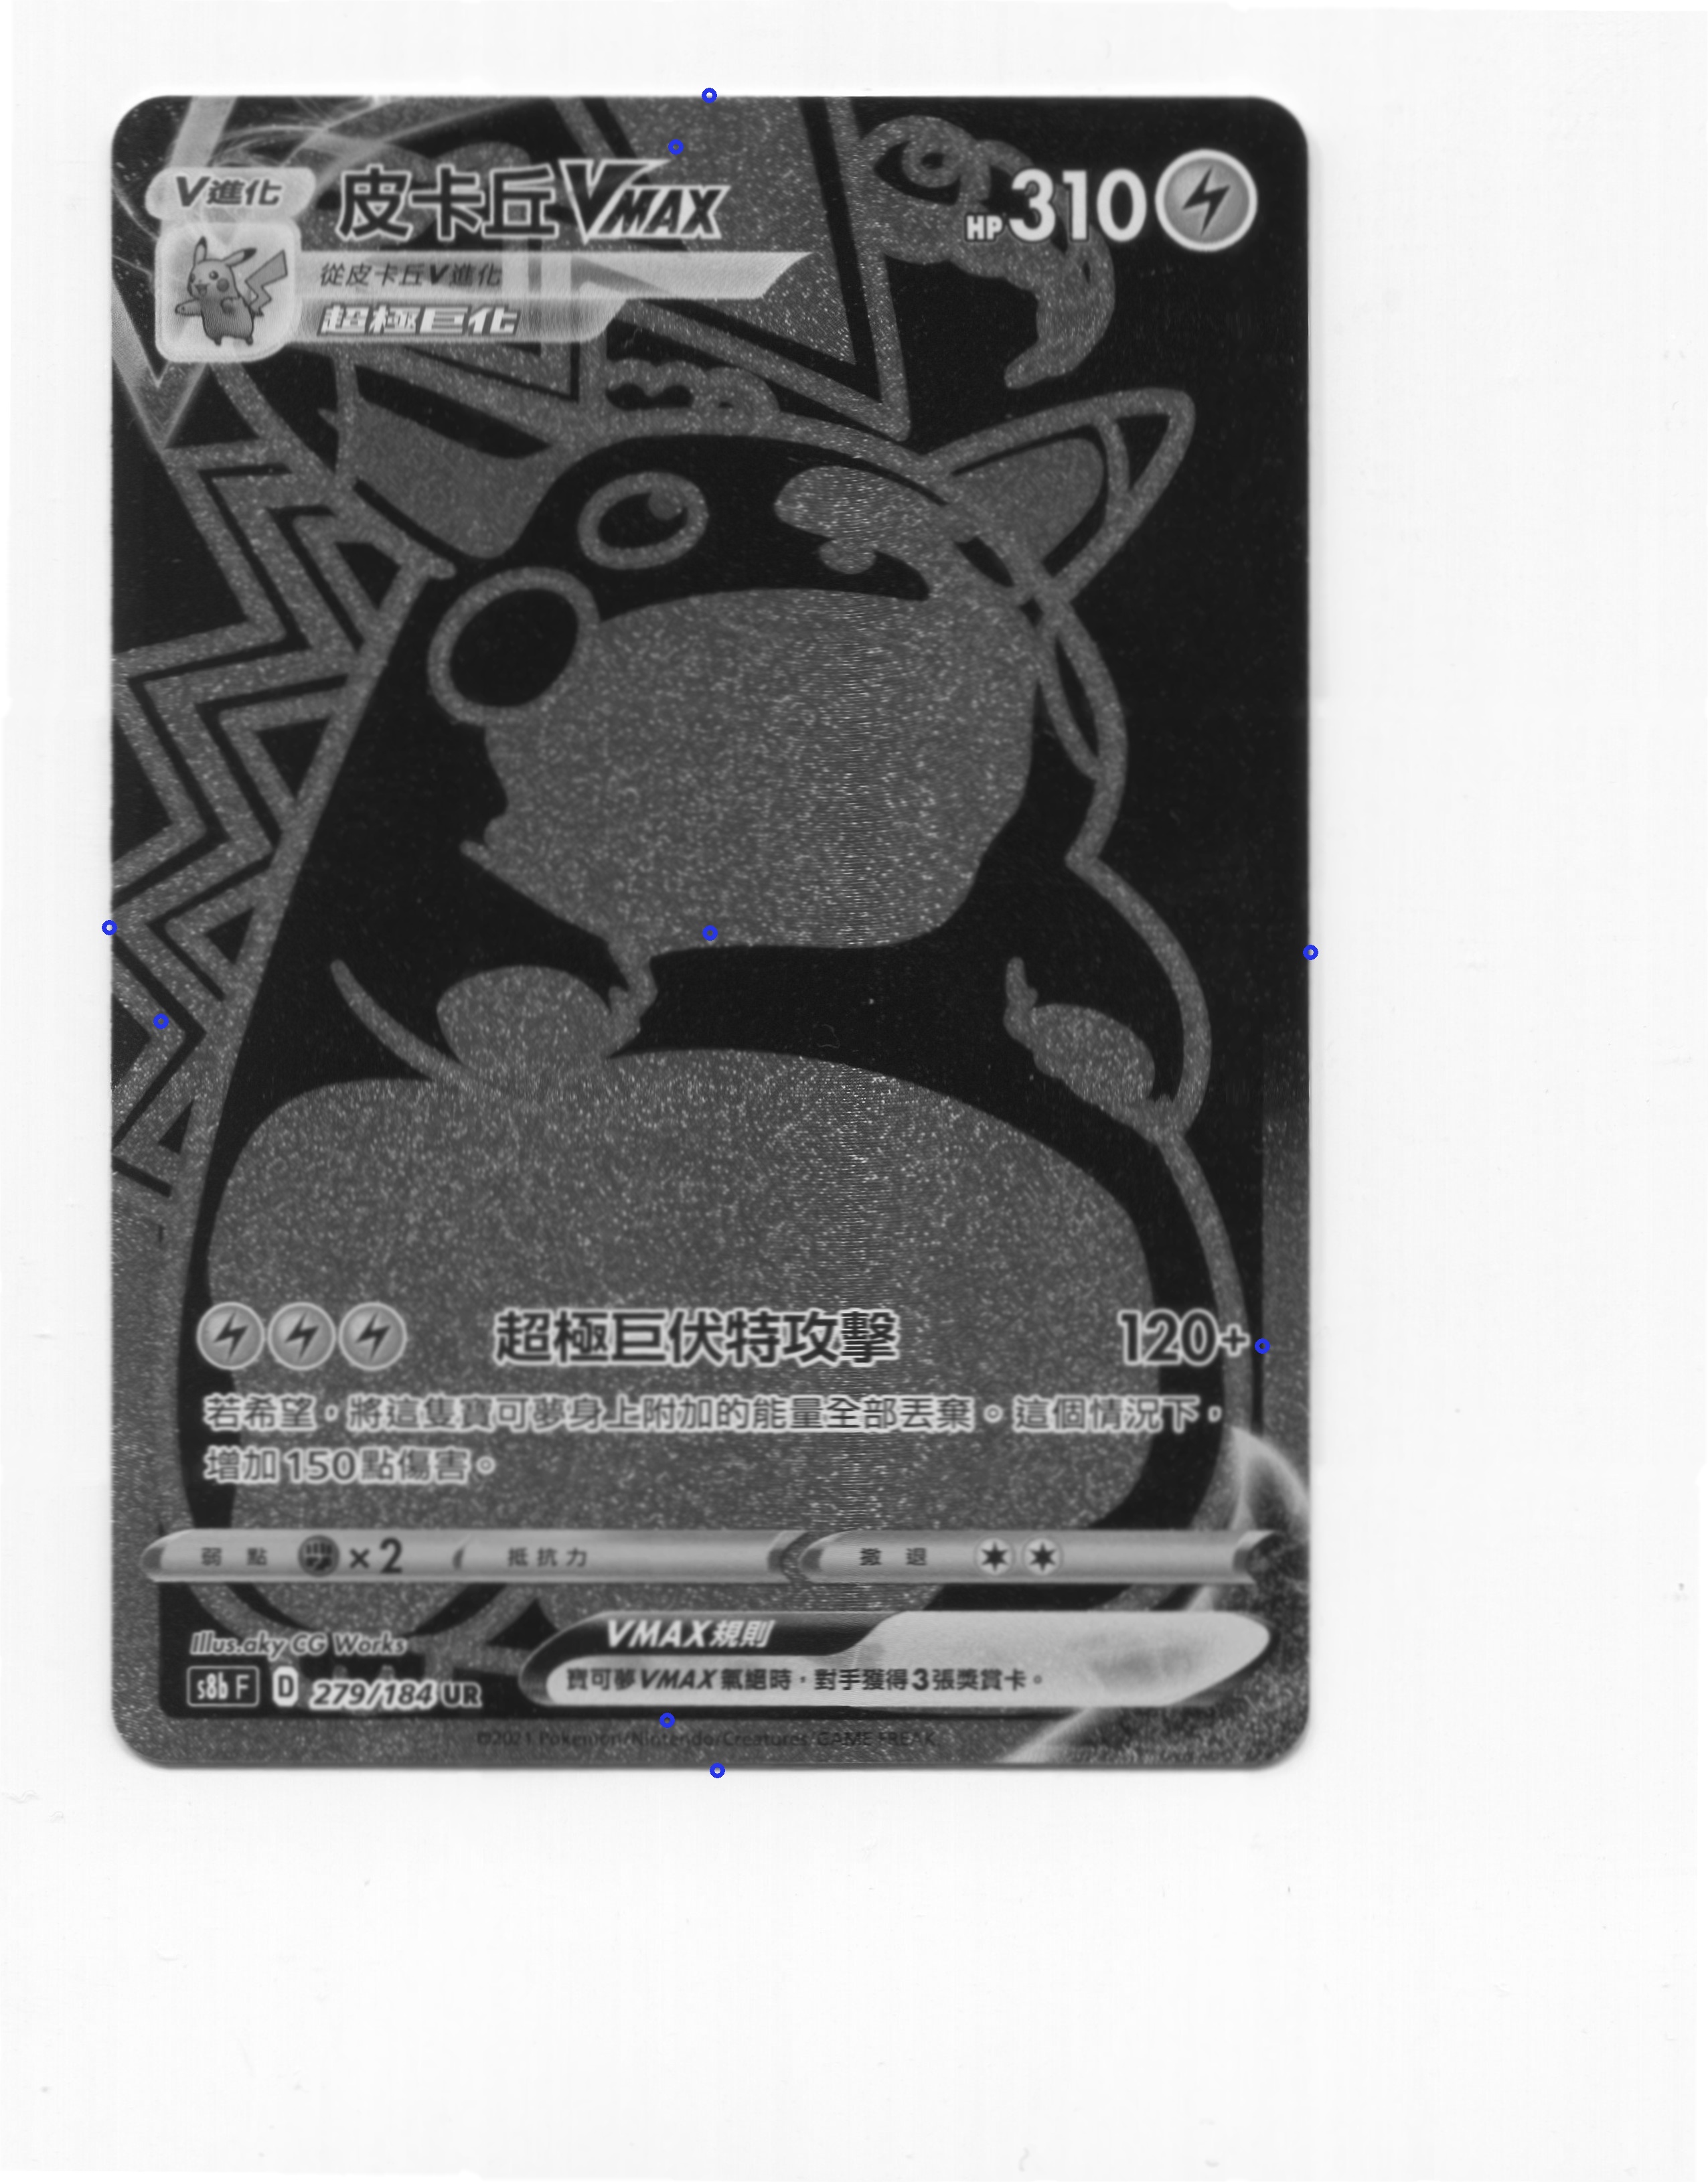 V進化
皮卡丘VMAX
HP310
從皮卡丘V進化
超極巨化
超極巨伏特攻擊 120+
若希望,將這隻寶可夢身上附加的能量全部丟棄。這個情況下,
增加150點傷害。
弱點 ×2 抵抗力 撤退
Illus.aky CG Works
VMAX規則
s8b F D 279/184 UR
寶可夢VMAX氣絕時,對手獲得3張獎賞卡。
©2021 Pokémon/Nintendo/Creatures/GAME FREAK.